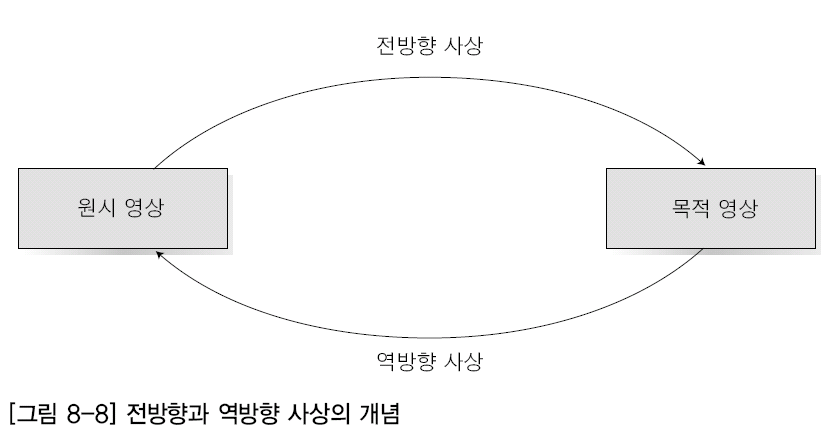 전방향 사상
원시 영상
목적 영상
역방향 사상
[그림 8-8] 전방향과 역방향 사상의 개념